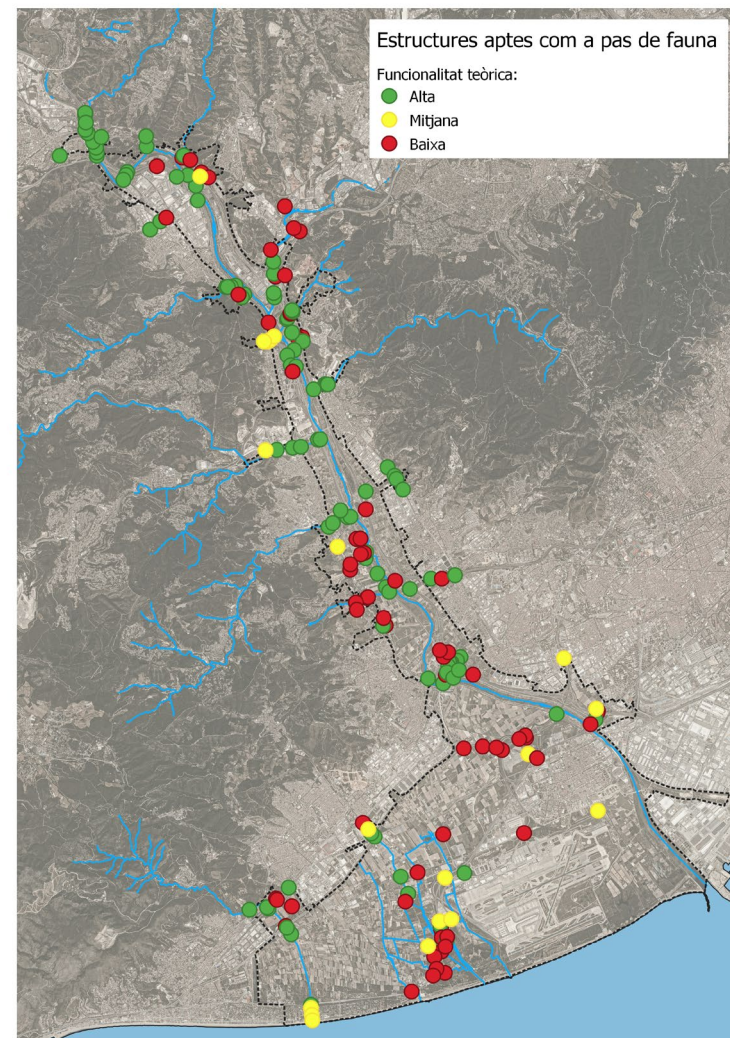 Estructures aptes com a pas de fauna
Funcionalitat teòrica:
Alta
Mitjana
Baixa